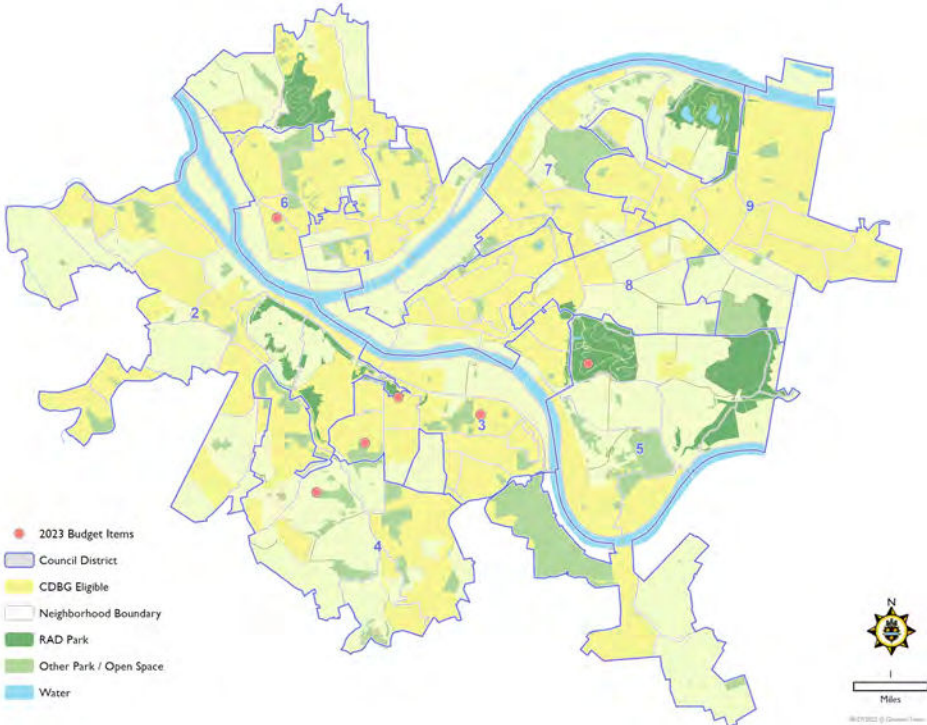 7
9
6
1
8
2
3
5
4
2023 Budget Items
Council District
CDBG Eligible
Neighborhood Boundary
RAD Park
Other Park / Open Space
Water
N
1
Miles